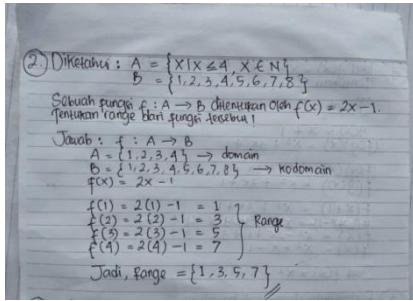 2. Diketahui : A = {x|x ≤ 4, x ∈ N}
B = {1,2,3,4,5,6,7,8}
Sebuah fungsi f : A → B ditentukan oleh f(x) = 2x-1.
Tentukan range dari fungsi tersebut !
Jawab : f : A → B
A = {1,2,3,4} → domain
B = {1,2,3,4,5,6,7,8} → kodomain
f(x) = 2x - 1
f(1) = 2(1) -1 = 1
f(2) = 2(2) -1 = 3
f(3) = 2(3) -1 = 5
f(4) = 2(4) -1 = 7
Range
Jadi, Range = {1,3,5,7}